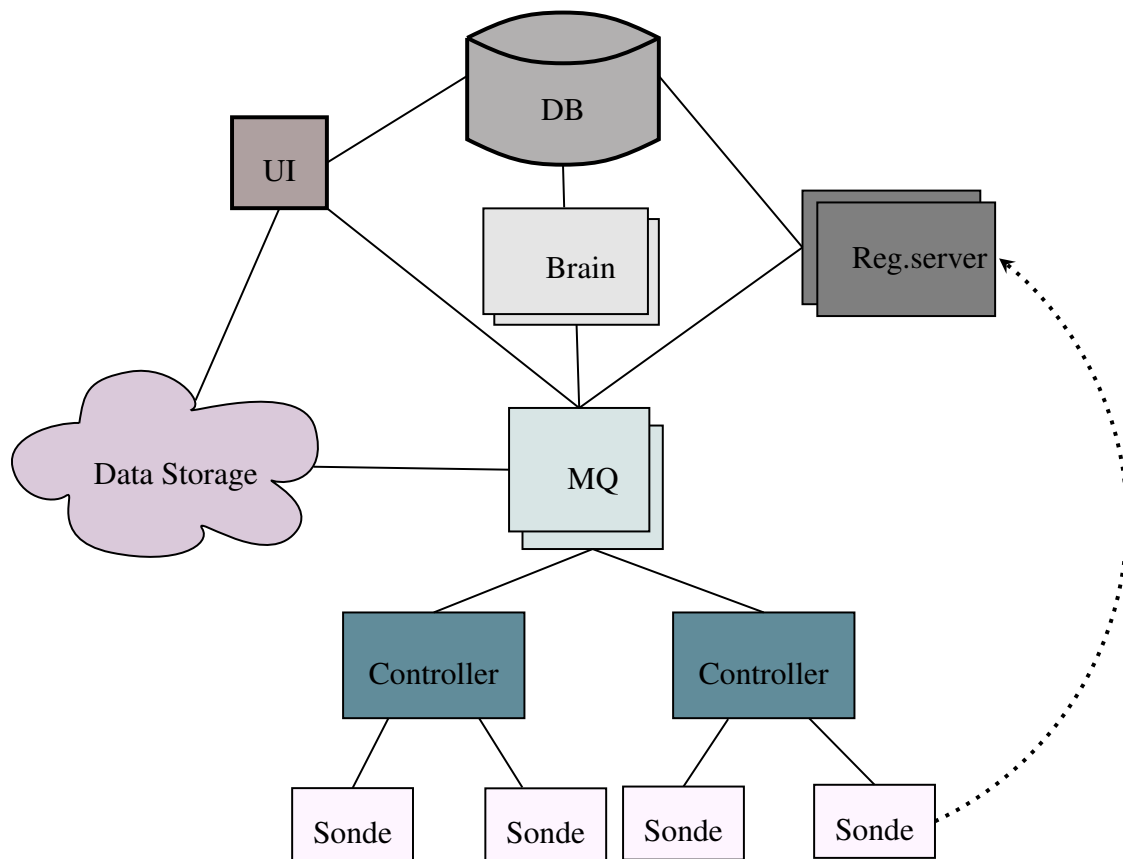 DB
UI
Brain
Reg.server
Data Storage
MQ
Controller
Controller
Sonde
Sonde
Sonde
Sonde